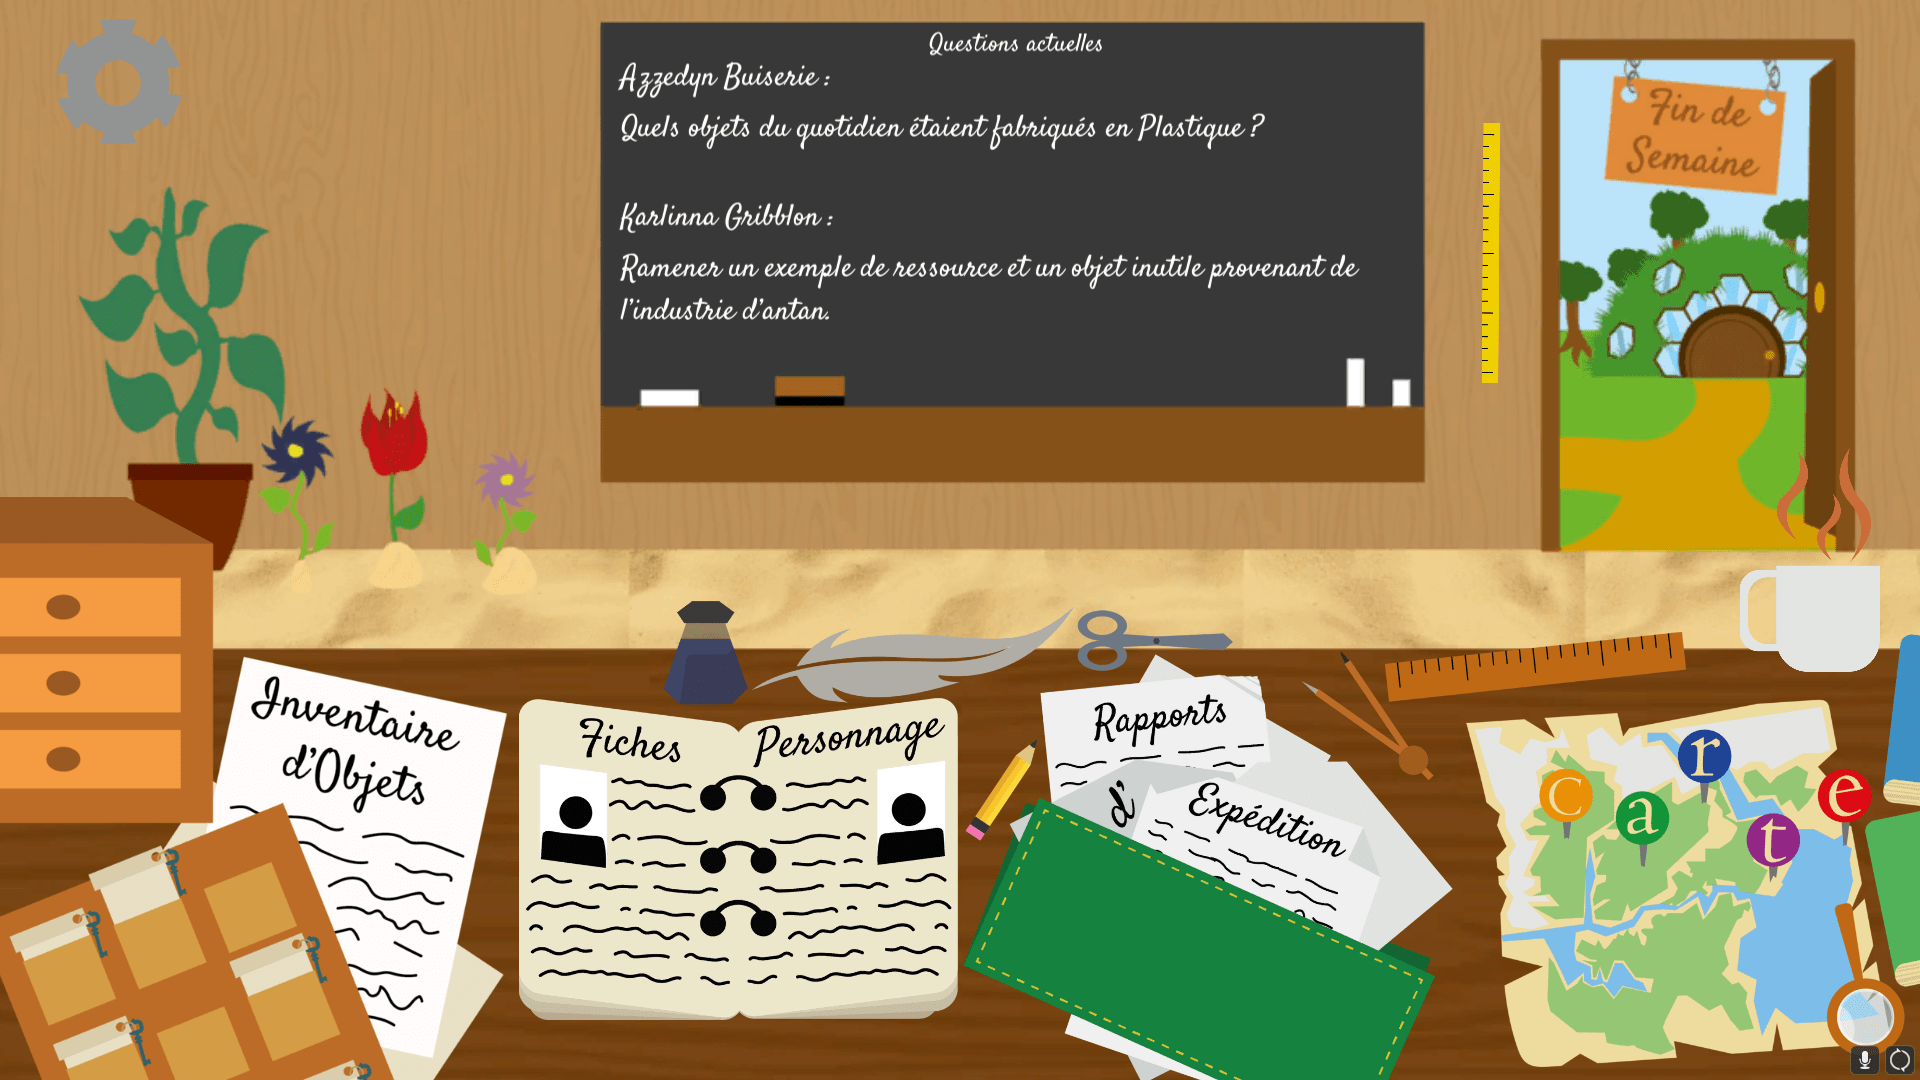 Questions actuelles
Azzedyn Buiserie :
Quels objets du quotidien étaient fabriqués en Plastique ?
Karlinna Gribblon :
Ramener un exemple de ressource et un objet inutile provenant de
l'industrie d'antan.
Fin de
Semaine
Inventaire
d'Objets
Fiches Personnage
Rapports
d'
Expédition
carte